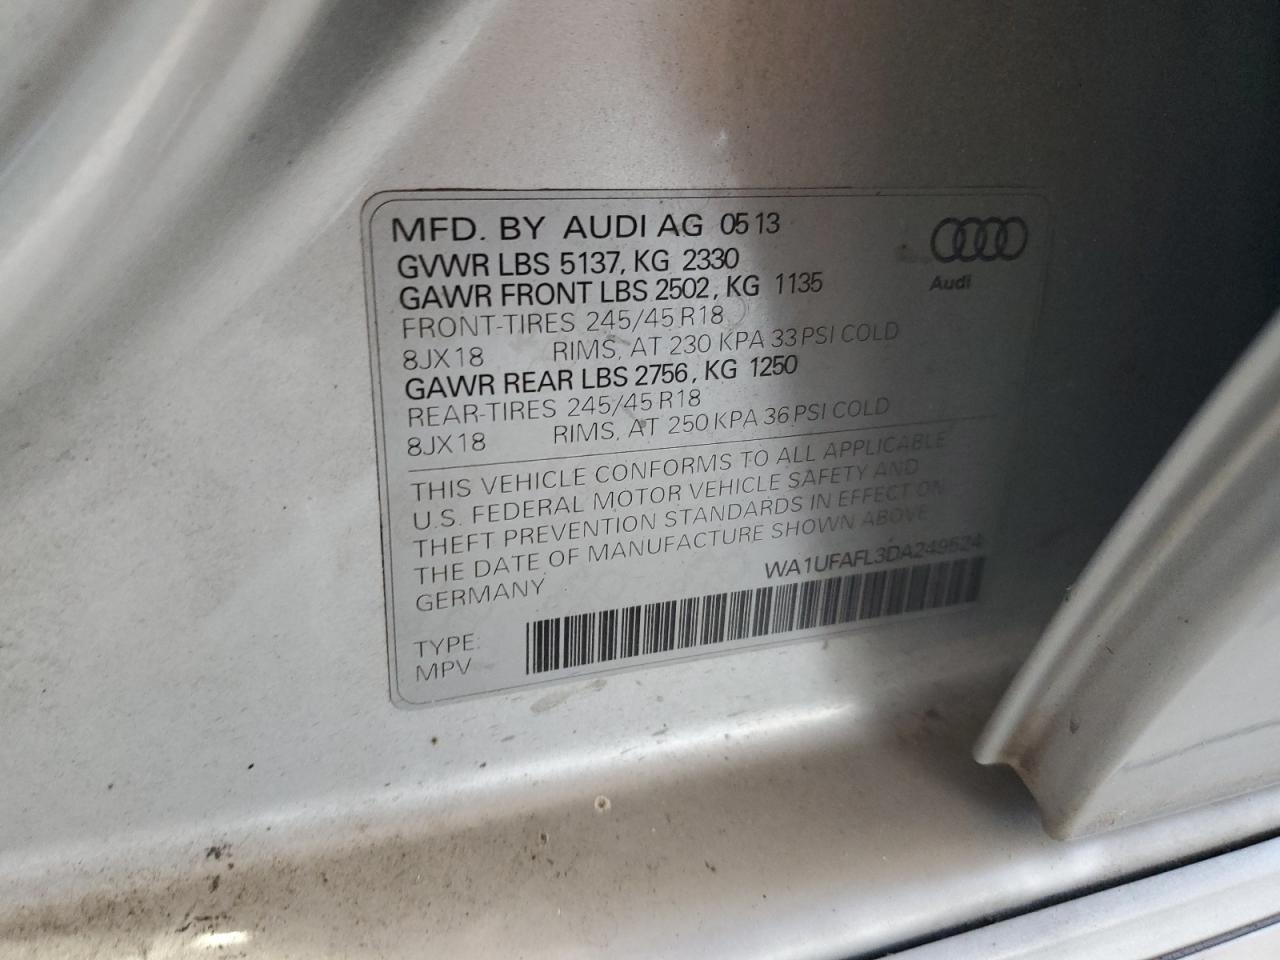 MFD. BY AUDI AG 05 13
GVWR LBS 5137, KG 2330
GAWR FRONT LBS 2502, KG 1135
FRONT-TIRES 245/45 R18
8JX18 RIMS, AT 230 KPA 33 PSI COLD
GAWR REAR LBS 2756, KG 1250
REAR-TIRES 245/45 R18
8JX18 RIMS, AT 250 KPA 36 PSI COLD
Audi
THIS VEHICLE CONFORMS TO ALL APPLICABLE
U.S. FEDERAL MOTOR VEHICLE SAFETY AND
THEFT PREVENTION STANDARDS IN EFFECT ON
THE DATE OF MANUFACTURE SHOWN ABOVE
GERMANY
WA1UFAFL3DA249524
TYPE:
MPV